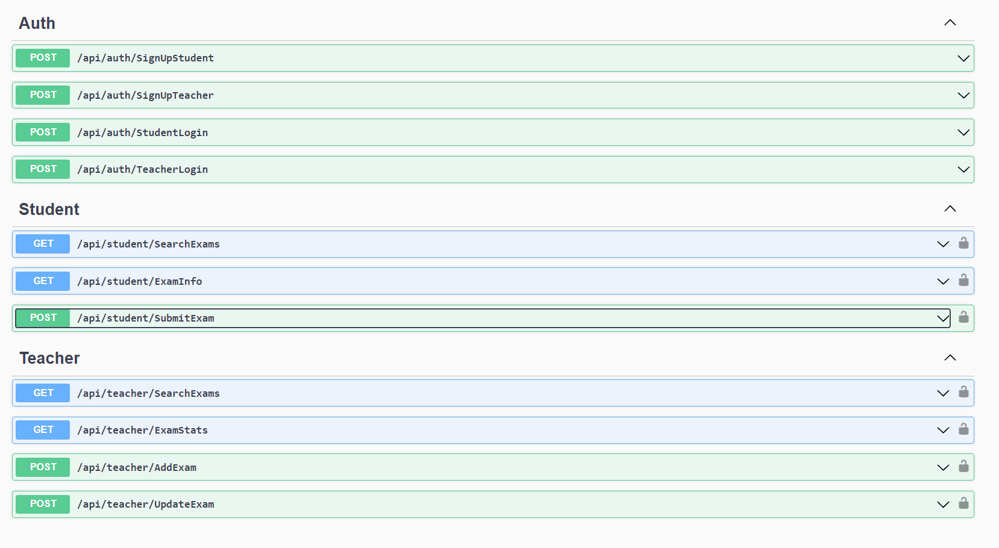 Auth
POST /api/auth/SignUpStudent
POST /api/auth/SignUpTeacher
POST /api/auth/StudentLogin
POST /api/auth/TeacherLogin
Student
GET /api/student/SearchExams
GET /api/student/ExamInfo
POST /api/student/SubmitExam
Teacher
GET /api/teacher/SearchExams
GET /api/teacher/ExamStats
POST /api/teacher/AddExam
POST /api/teacher/UpdateExam